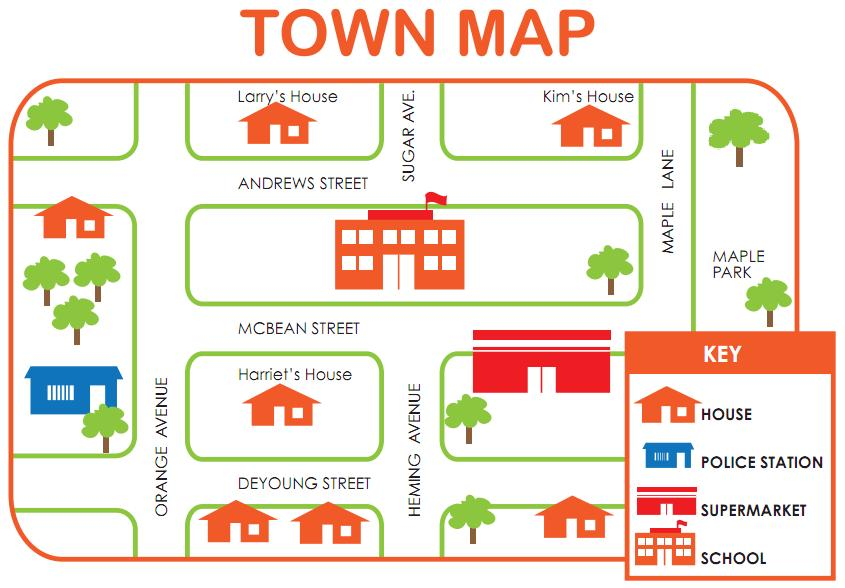 TOWN MAP
Larry's House
SUGAR AVE.
Kim's House
ANDREWS STREET
MAPLE LANE
MAPLE
PARK
MCBEAN STREET
Harriet's House
ORANGE AVENUE
HEMING AVENUE
DEYOUNG STREET
KEY
HOUSE
POLICE STATION
SUPERMARKET
SCHOOL